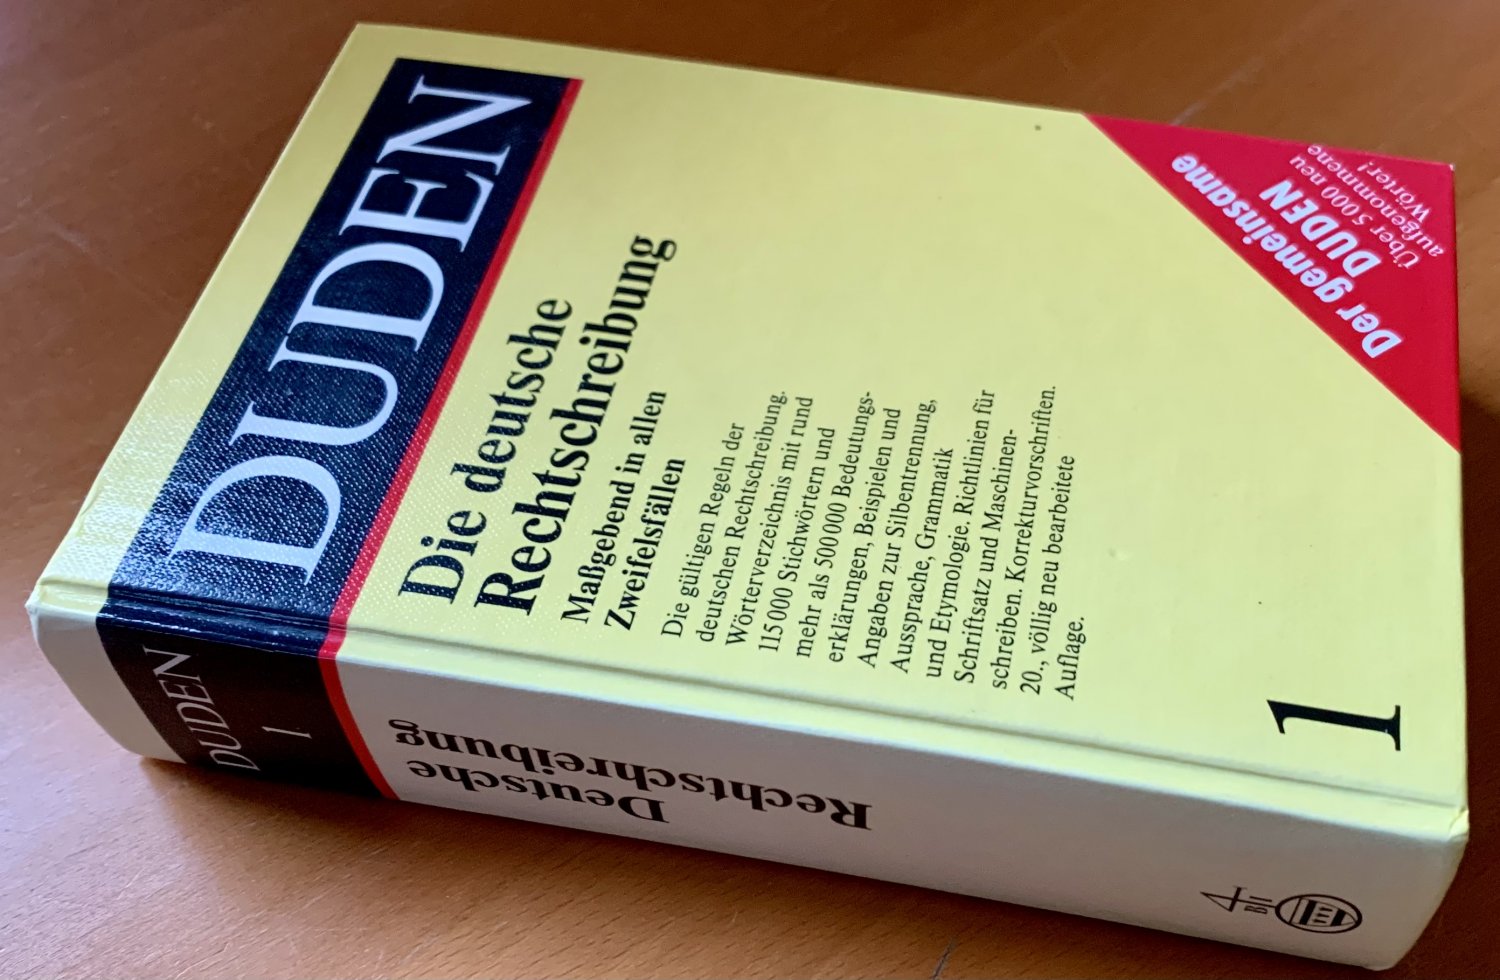 DUDEN
Die deutsche
Rechtschreibung
Maßgebend in allen
Zweifelsfällen
Die gültigen Regeln der
deutschen Rechtschreibung.
Wörterverzeichnis mit rund
115 000 Stichwörtern und
mehr als 500 000 Bedeutungs-
erklärungen, Beispielen und
Angaben zur Silbentrennung,
Aussprache, Grammatik
und Etymologie. Richtlinien für
Schriftsatz und Maschinen-
schreiben. Korrekturvorschriften.
20., völlig neu bearbeitete
Auflage.
1
Der gemeinsame
DUDEN
Über 5 000 neu
aufgenommene
Wörter!
DUDEN
1
Deutsche
Rechtschreibung
BI